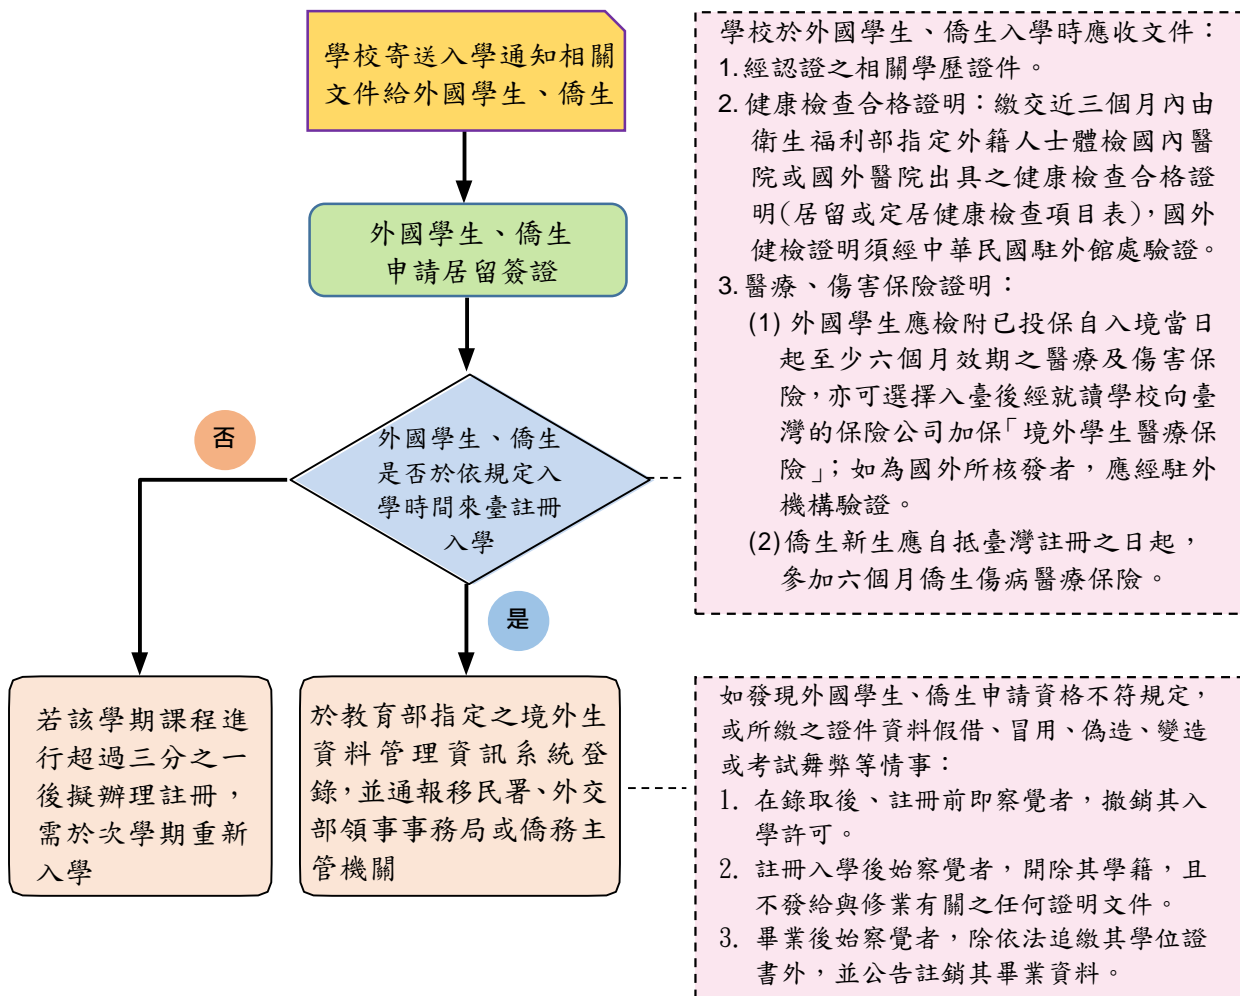 學校寄送入學通知相關
文件給外國學生、僑生
外國學生、僑生
申請居留簽證
外國學生、僑生
是否於依規定入
學時間來臺註冊
入學
否
是
若該學期課程進
行超過三分之一
後擬辦理註冊，
需於次學期重新
入學
於教育部指定之境外生
資料管理資訊系統登
錄，並通報移民署、外交
部領事事務局或僑務主
管機關
學校於外國學生、僑生入學時應收文件：
1.經認證之相關學歷證件。
2.健康檢查合格證明：繳交近三個月內由
衛生福利部指定外籍人士體檢國內醫
院或國外醫院出具之健康檢查合格證
明(居留或定居健康檢查項目表)，國外
健檢證明須經中華民國駐外館處驗證。
3.醫療、傷害保險證明：
(1) 外國學生應檢附已投保自入境當日
起至少六個月效期之醫療及傷害保
險，亦可選擇入臺後經就讀學校向臺
灣的保險公司加保「境外學生醫療保
險」；如為國外所核發者，應經駐外
機構驗證。
(2)僑生新生應自抵臺灣註冊之日起，
參加六個月僑生傷病醫療保險。
如發現外國學生、僑生申請資格不符規定，
或所繳之證件資料假借、冒用、偽造、變造
或考試舞弊等情事：
1. 在錄取後、註冊前即察覺者，撤銷其入
學許可。
2. 註冊入學後始察覺者，開除其學籍，且
不發給與修業有關之任何證明文件。
3. 畢業後始察覺者，除依法追繳其學位證
書外，並公告註銷其畢業資料。